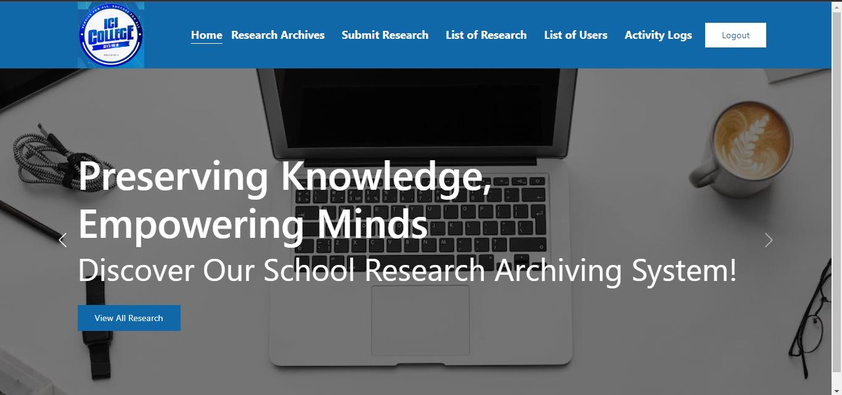 ICI
COLLEGE
Home
Research Archives
Submit Research
List of Research
List of Users
Activity Logs
Logout
Preserving Knowledge,
Empowering Minds
Discover Our School Research Archiving System!
View All Research